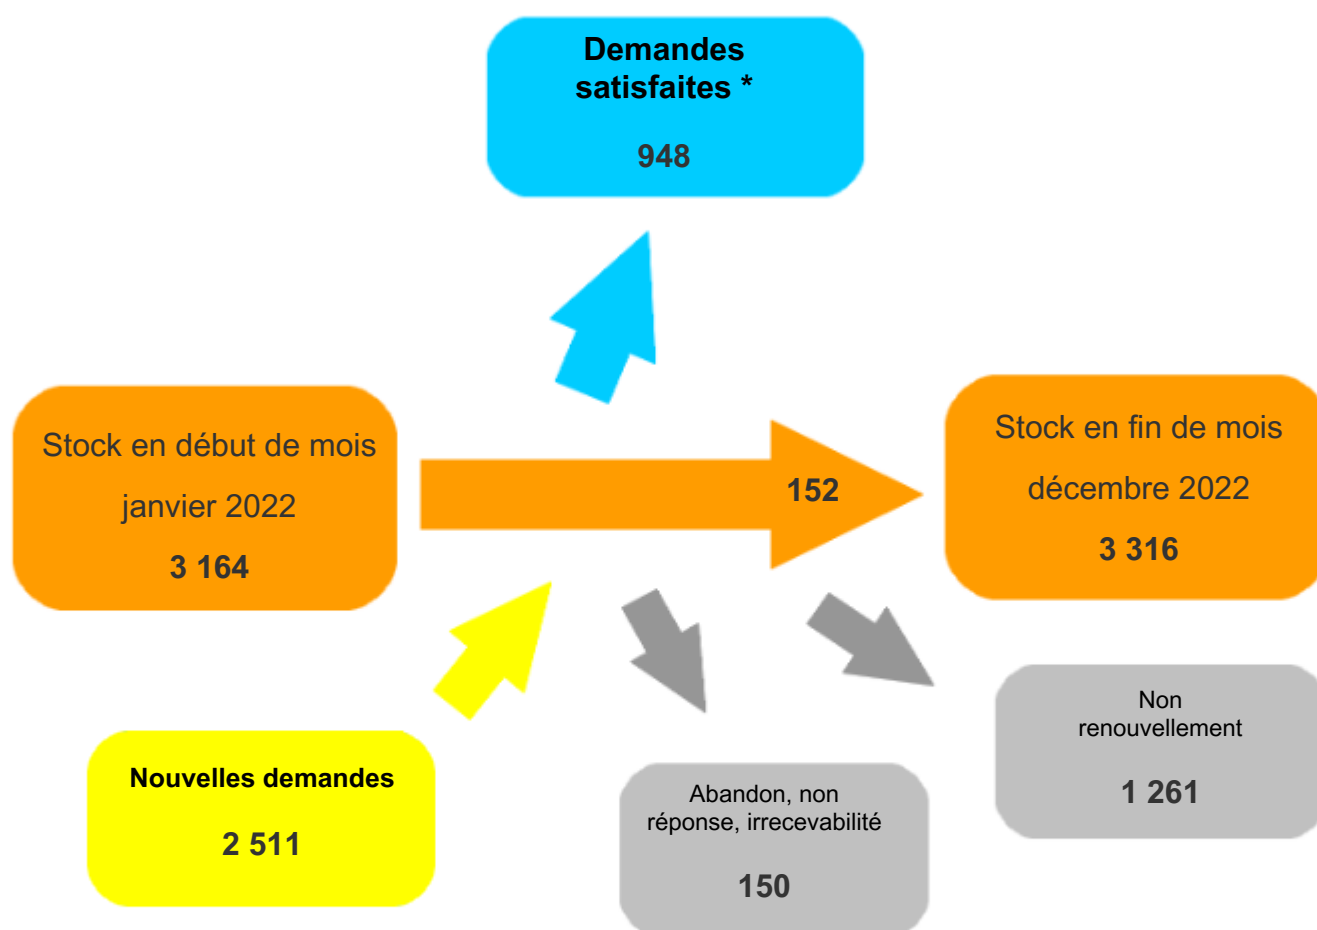 Demandes
satisfaites *
948
Stock en début de mois
janvier 2022
3 164
152
Stock en fin de mois
décembre 2022
3 316
Nouvelles demandes
2 511
Abandon, non
réponse, irrecevabilité
150
Non
renouvellement
1 261